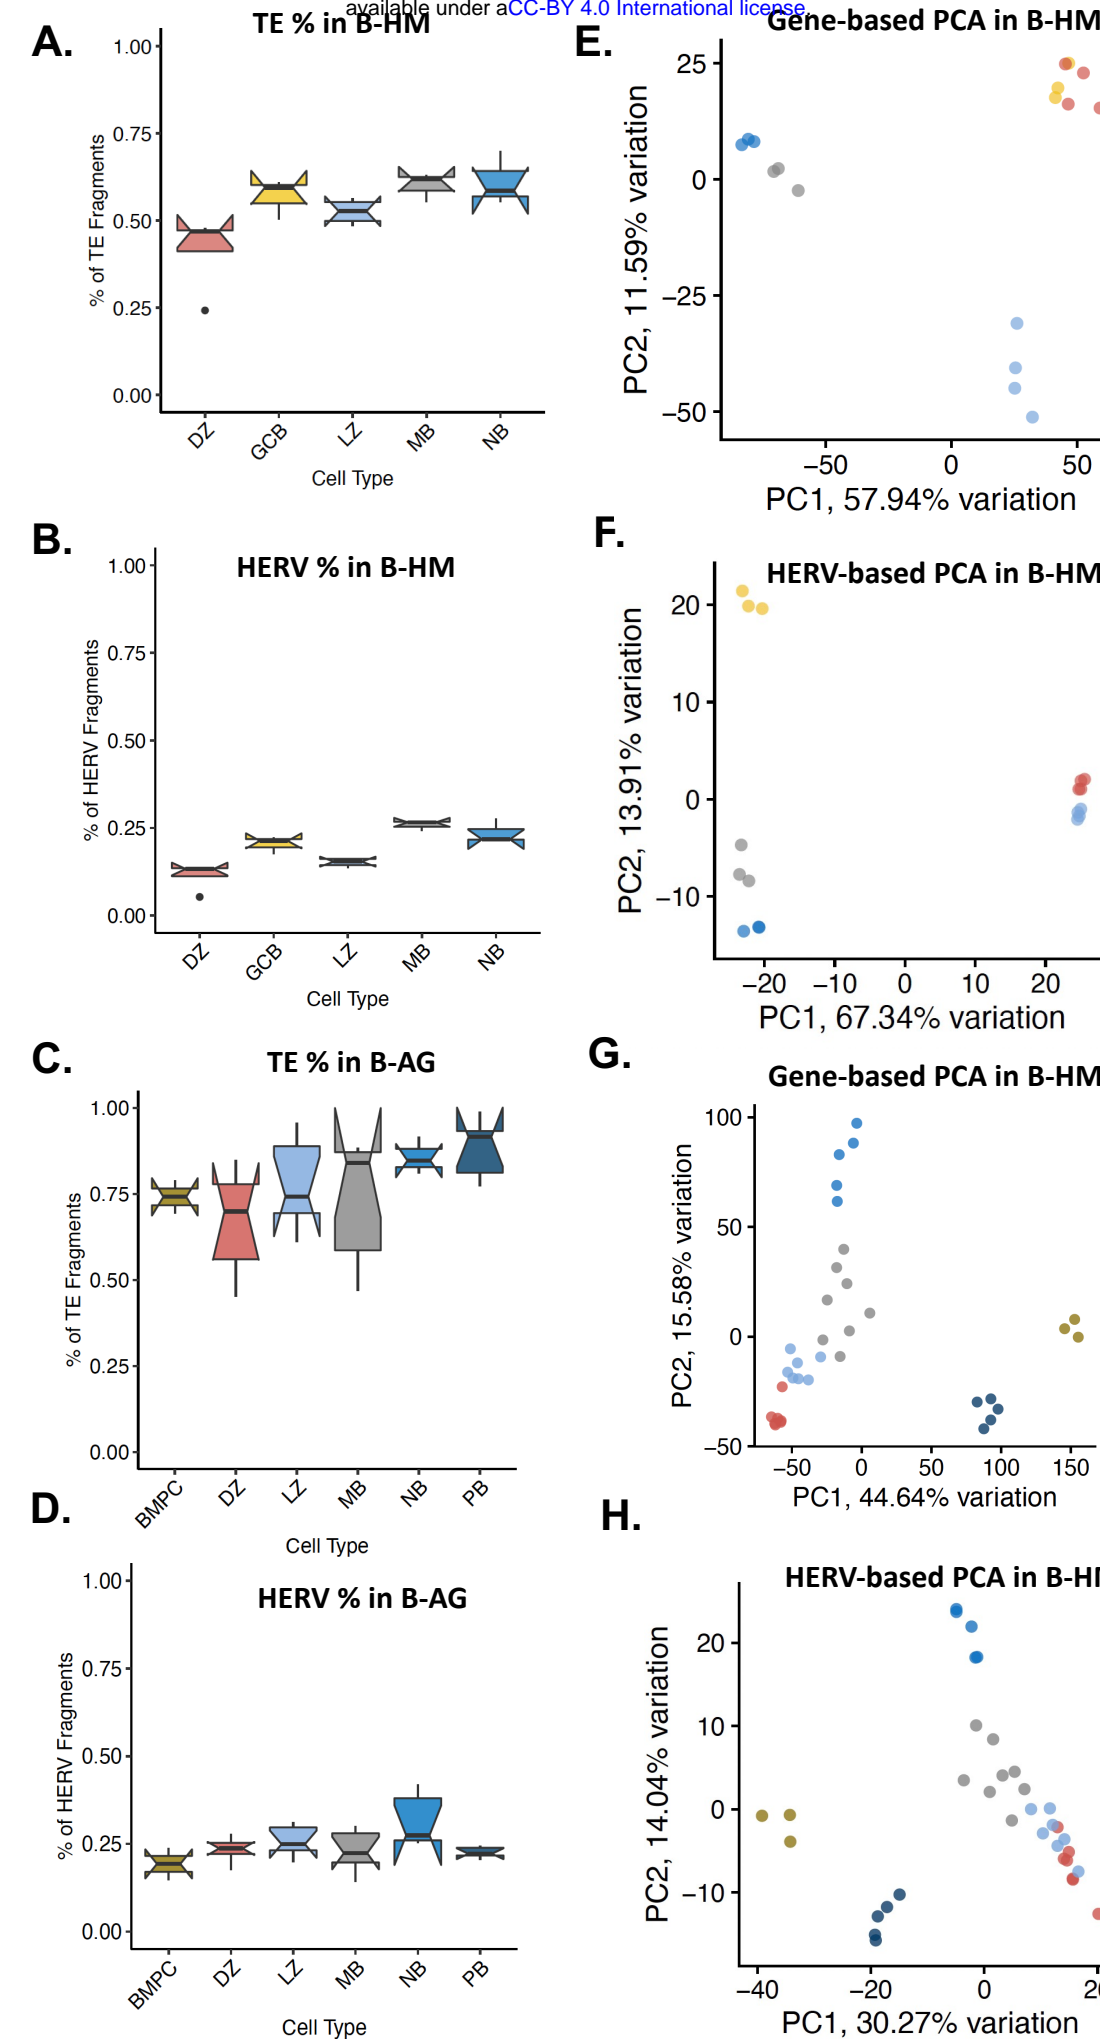 available under aCC-BY 4.0 International license.
A.
TE % in B-HM
1.00
0.75
0.50
0.25
0.00
% of TE Fragments
DZ
GCB
LZ
MB
NB
Cell Type
B.
HERV % in B-HM
1.00
0.75
0.50
0.25
0.00
% of HERV Fragments
DZ
GCB
LZ
MB
NB
Cell Type
C.
TE % in B-AG
1.00
0.75
0.50
0.25
0.00
% of TE Fragments
BMPC
DZ
LZ
MB
NB
PB
Cell Type
D.
HERV % in B-AG
1.00
0.75
0.50
0.25
0.00
% of HERV Fragments
BMPC
DZ
LZ
MB
NB
PB
Cell Type
E.
Gene-based PCA in B-HM
25
0
−25
−50
PC2, 11.59% variation
−50
0
50
PC1, 57.94% variation
F.
HERV-based PCA in B-HM
20
10
0
−10
PC2, 13.91% variation
−20
−10
0
10
20
PC1, 67.34% variation
G.
Gene-based PCA in B-HM
100
50
0
−50
PC2, 15.58% variation
−50
0
50
100
150
PC1, 44.64% variation
H.
HERV-based PCA in B-HM
20
10
0
−10
PC2, 14.04% variation
−40
−20
0
20
PC1, 30.27% variation